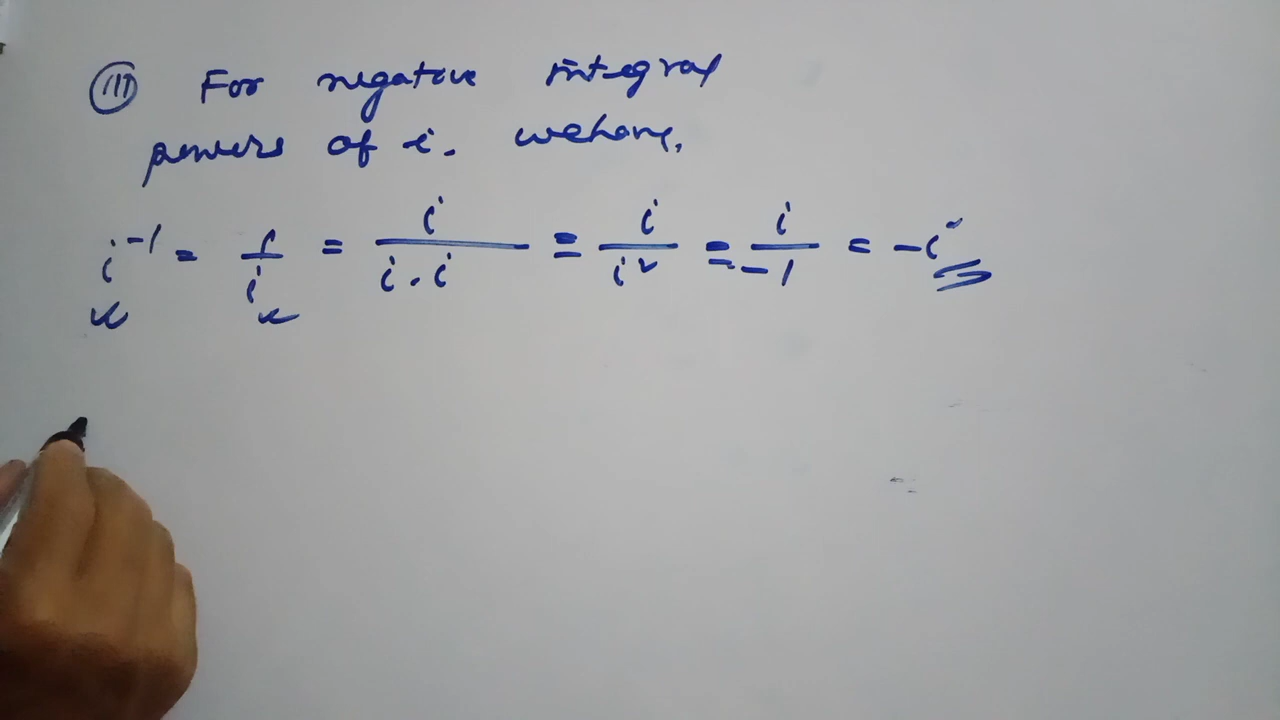 (III) For negative integral
powers of i. we have,
i⁻¹ = 1/i = i/i.i = i/i² = i/-1 = -i